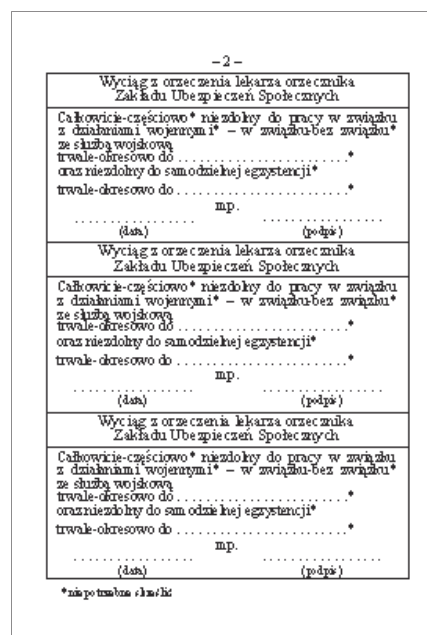 – 2 –
Wyciąg z orzeczenia lekarza orzecznika
Zakładu Ubezpieczeń Społecznych
Całkowicie-częściowo* niezdolny do pracy w związku
z działaniami wojennymi* – w związku-bez związku*
ze służbą wojskową
trwale-okresowo do . . . . . . . . . . . . . . . . . . . . . . . . .*
oraz niezdolny do samodzielnej egzystencji*
trwale-okresowo do . . . . . . . . . . . . . . . . . . . . . . . . .*
mp.
. . . . . . . . . . . . . . . . . . . . . . . . . . . . . . . . . .
(data) (podpis)
Wyciąg z orzeczenia lekarza orzecznika
Zakładu Ubezpieczeń Społecznych
Całkowicie-częściowo* niezdolny do pracy w związku
z działaniami wojennymi* – w związku-bez związku*
ze służbą wojskową
trwale-okresowo do . . . . . . . . . . . . . . . . . . . . . . . . .*
oraz niezdolny do samodzielnej egzystencji*
trwale-okresowo do . . . . . . . . . . . . . . . . . . . . . . . . .*
mp.
. . . . . . . . . . . . . . . . . . . . . . . . . . . . . . . . . .
(data) (podpis)
Wyciąg z orzeczenia lekarza orzecznika
Zakładu Ubezpieczeń Społecznych
Całkowicie-częściowo* niezdolny do pracy w związku
z działaniami wojennymi* – w związku-bez związku*
ze służbą wojskową
trwale-okresowo do . . . . . . . . . . . . . . . . . . . . . . . . .*
oraz niezdolny do samodzielnej egzystencji*
trwale-okresowo do . . . . . . . . . . . . . . . . . . . . . . . . .*
mp.
. . . . . . . . . . . . . . . . . . . . . . . . . . . . . . . . . .
(data) (podpis)
*niepotrzebne skreślić